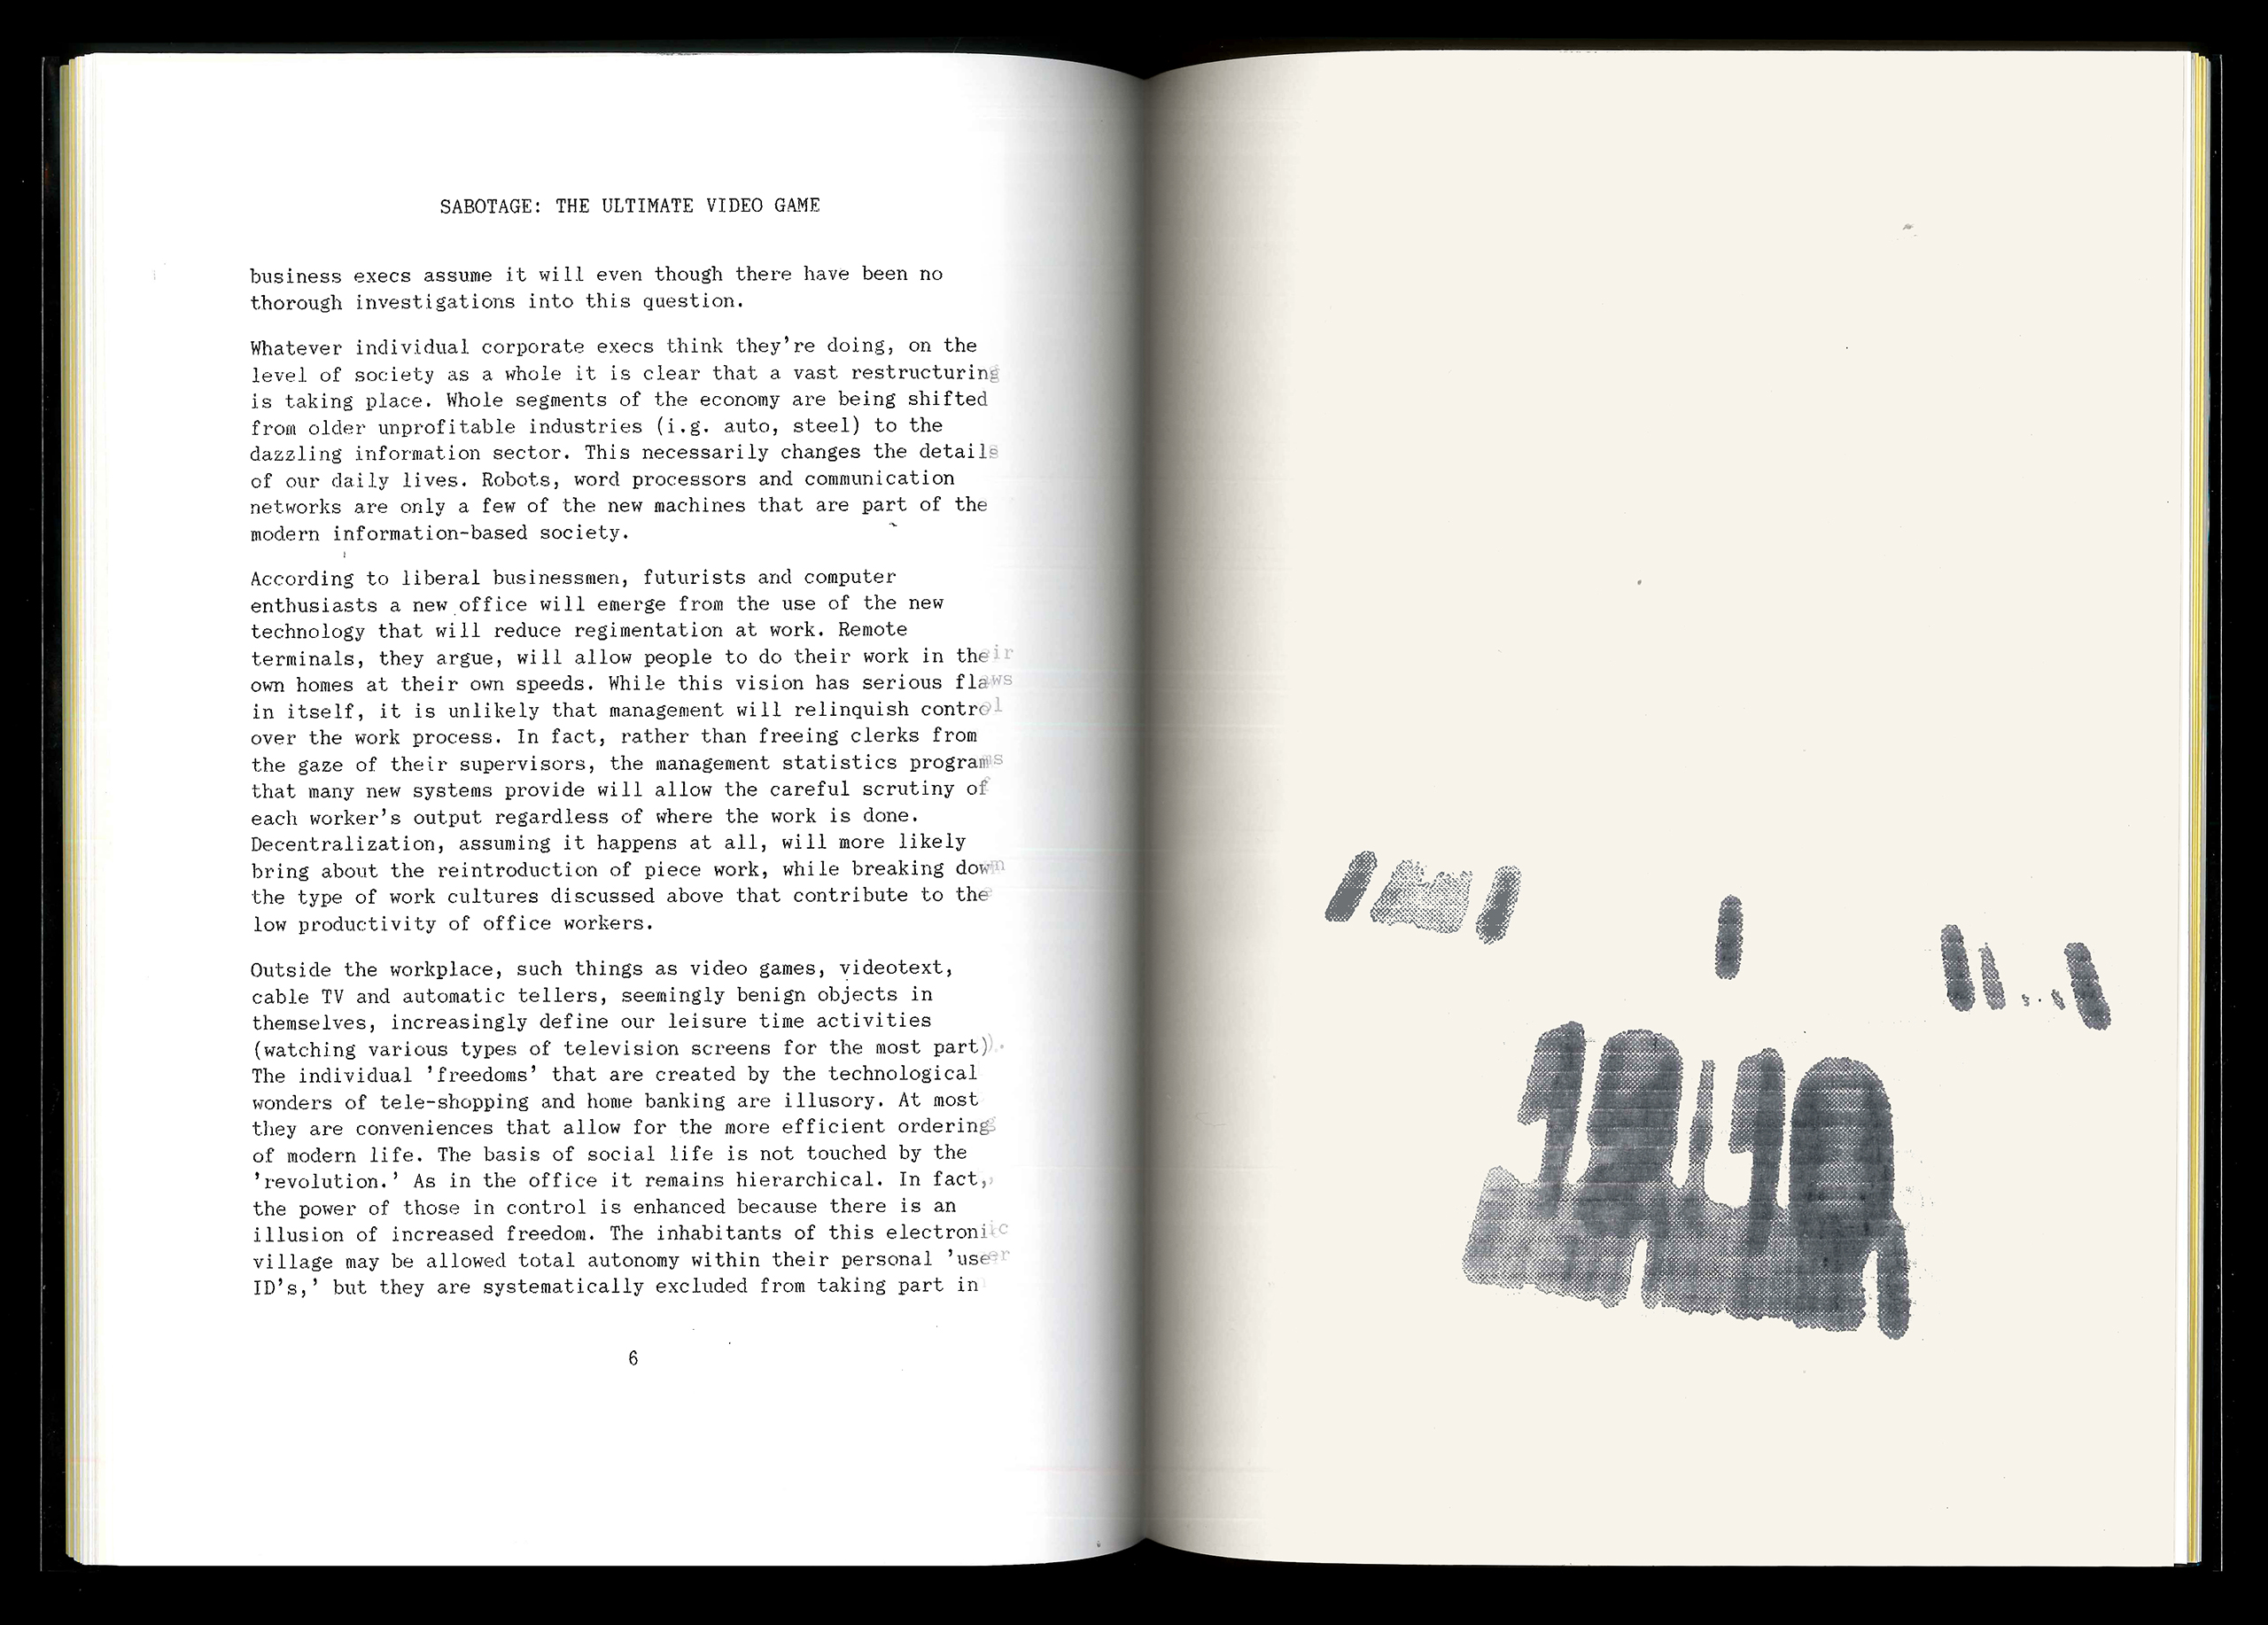 SABOTAGE: THE ULTIMATE VIDEO GAME
business execs assume it will even though there have been no
thorough investigations into this question.
Whatever individual corporate execs think they're doing, on the
level of society as a whole it is clear that a vast restructuring
is taking place. Whole segments of the economy are being shifted
from older unprofitable industries (i.g. auto, steel) to the
dazzling information sector. This necessarily changes the details
of our daily lives. Robots, word processors and communication
networks are only a few of the new machines that are part of the
modern information-based society.
According to liberal businessmen, futurists and computer
enthusiasts a new office will emerge from the use of the new
technology that will reduce regimentation at work. Remote
terminals, they argue, will allow people to do their work in their
own homes at their own speeds. While this vision has serious flaws
in itself, it is unlikely that management will relinquish control
over the work process. In fact, rather than freeing clerks from
the gaze of their supervisors, the management statistics programs
that many new systems provide will allow the careful scrutiny of
each worker's output regardless of where the work is done.
Decentralization, assuming it happens at all, will more likely
bring about the reintroduction of piece work, while breaking down
the type of work cultures discussed above that contribute to the
low productivity of office workers.
Outside the workplace, such things as video games, videotext,
cable TV and automatic tellers, seemingly benign objects in
themselves, increasingly define our leisure time activities
(watching various types of television screens for the most part).
The individual 'freedoms' that are created by the technological
wonders of tele-shopping and home banking are illusory. At most
they are conveniences that allow for the more efficient ordering
of modern life. The basis of social life is not touched by the
'revolution.' As in the office it remains hierarchical. In fact,
the power of those in control is enhanced because there is an
illusion of increased freedom. The inhabitants of this electronic
village may be allowed total autonomy within their personal 'user
ID's,' but they are systematically excluded from taking part in
6